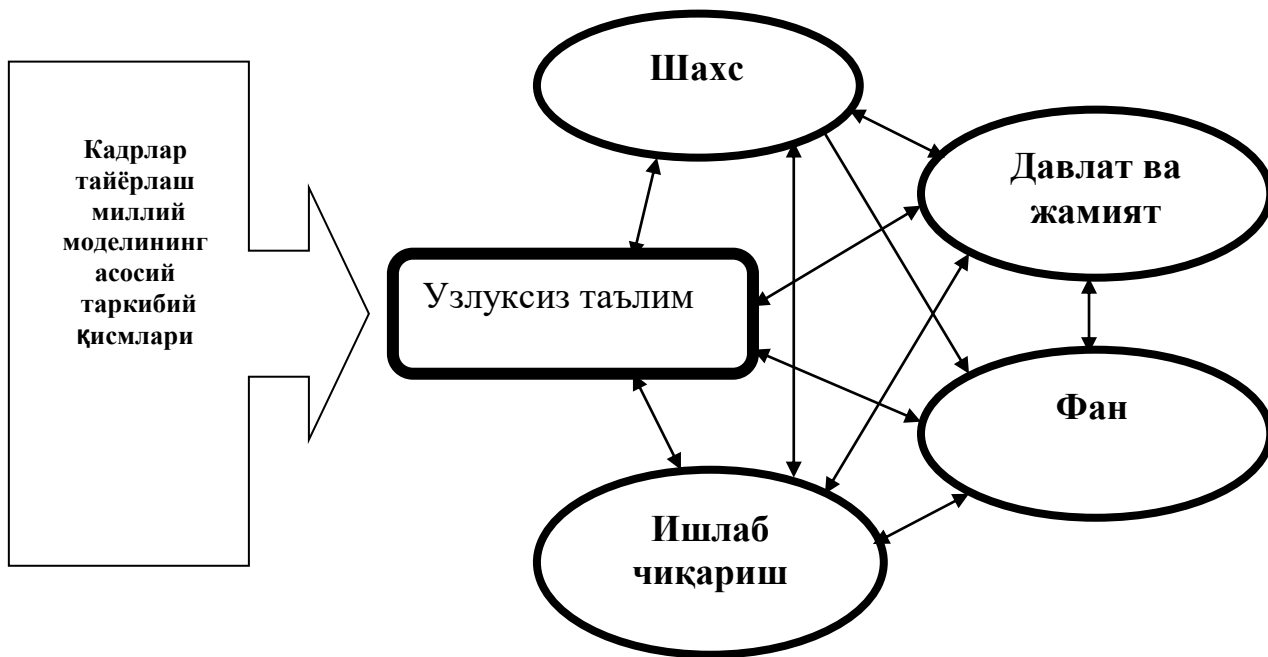 Кадрлар
тайёрлаш
миллий
моделининг
асосий
таркибий
қисмлари
Шахс
Давлат ва
жамият
Узлуксиз таълим
Фан
Ишлаб
чиқариш